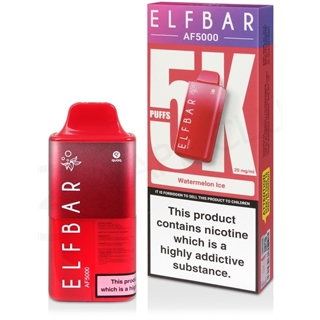 ELFBAR
AF5000
5K
PUFFS
ELFBAR
Watermelon Ice
20 mg/ml
IT IS FORBIDDEN TO SELL THIS PRODUCT TO CHILDREN
This product
contains nicotine
which is a
highly addictive
substance.
ELFBAR
AF5000
This produ
which is a h